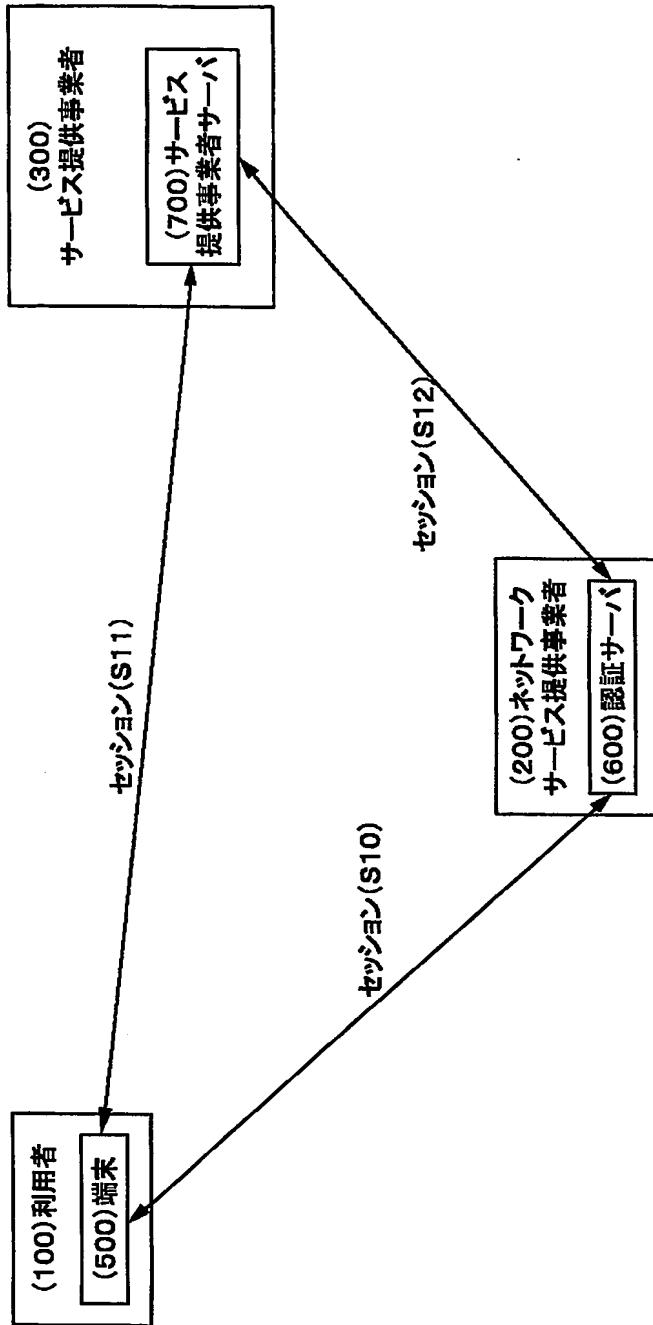 (100)利用者
(500)端末
セッション(S11)
(300)
サービス提供事業者
(700)サービス
提供事業者サーバ
セッション(S10)
セッション(S12)
(200)ネットワーク
サービス提供事業者
(600)認証サーバ